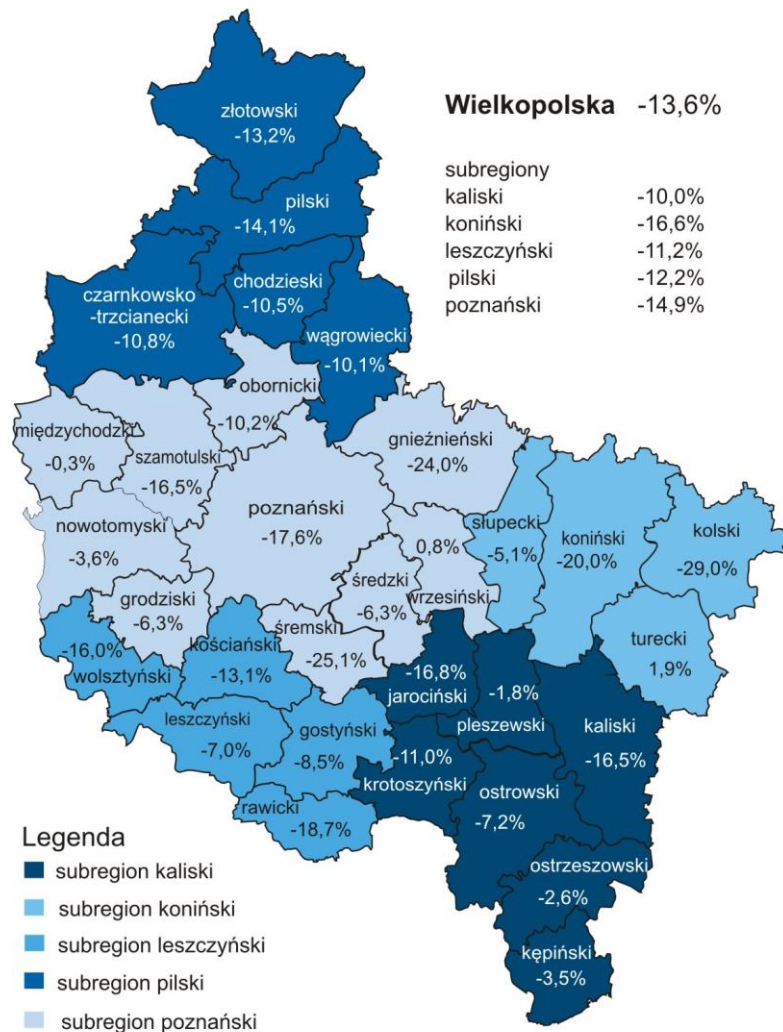 złotowski
-13,2%
Wielkopolska -13,6%
subregiony
kaliski -10,0%
koniński -16,6%
leszczyński -11,2%
pilski -12,2%
poznański -14,9%
pilski
-14,1%
chodzieski
-10,5%
czarnkowsko
-trzcianecki
-10,8%
wągrowiecki
-10,1%
obornicki
-10,2%
międzychodzki
-0,3%
szamotulski
-16,5%
gnieźnieński
-24,0%
poznański
-17,6%
nowotomyski
-3,6%
słupecki
-5,1%
koniński
-20,0%
kolski
-29,0%
0,8%
wrzesiński
średzki
-6,3%
grodziski
-6,3%
śremski
-25,1%
turecki
1,9%
-16,0%
wolsztyński
kościański
-13,1%
-16,8%
jarociński
-1,8%
pleszewski
kaliski
-16,5%
leszczyński
-7,0%
gostyński
-8,5%
-11,0%
krotoszyński
ostrowski
-7,2%
rawicki
-18,7%
ostrzeszowski
-2,6%
kępiński
-3,5%
Legenda
subregion kaliski
subregion koniński
subregion leszczyński
subregion pilski
subregion poznański